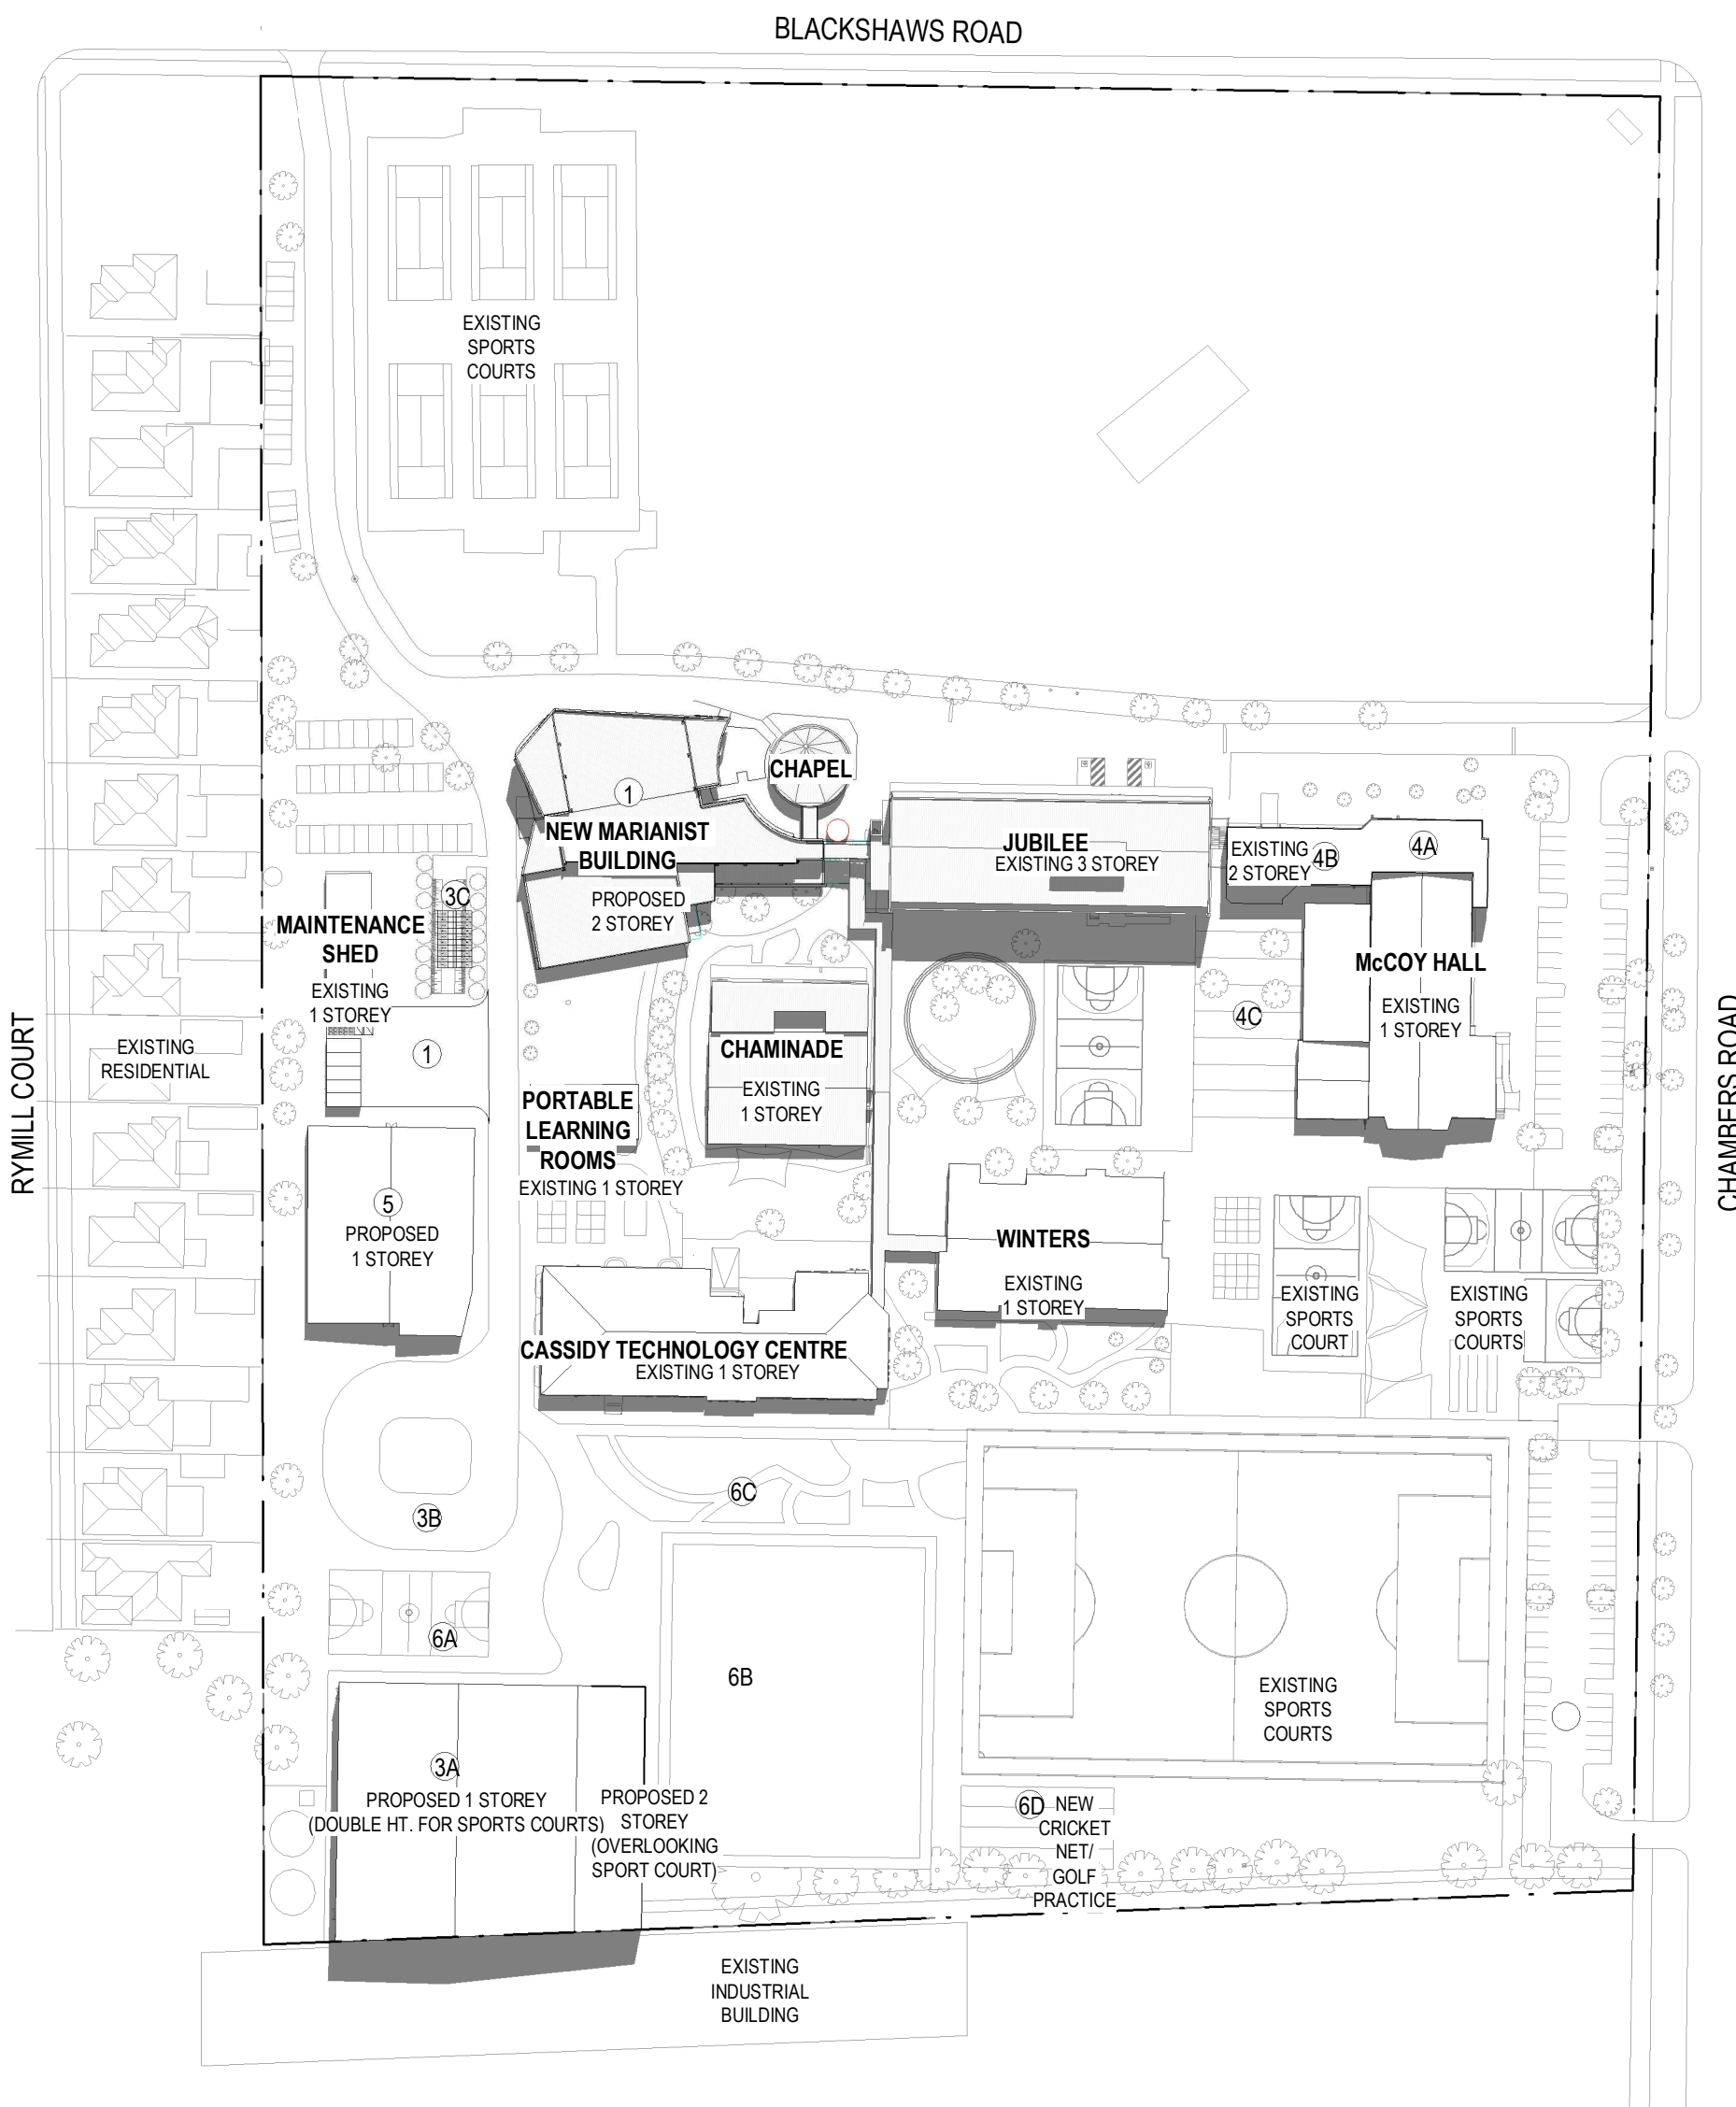 BLACKSHAWS ROAD
EXISTING
SPORTS
COURTS
CHAPEL
1
NEW MARIANIST
BUILDING
PROPOSED
2 STOREY
JUBILEE
EXISTING 3 STOREY
EXISTING
2 STOREY
4B
4A
3C
MAINTENANCE
SHED
EXISTING
1 STOREY
McCOY HALL
EXISTING
1 STOREY
4C
RYMILL COURT
CHAMBERS ROAD
EXISTING
RESIDENTIAL
1
CHAMINADE
EXISTING
1 STOREY
PORTABLE
LEARNING
ROOMS
EXISTING 1 STOREY
5
PROPOSED
1 STOREY
WINTERS
EXISTING
1 STOREY
EXISTING
SPORTS
COURT
EXISTING
SPORTS
COURTS
CASSIDY TECHNOLOGY CENTRE
EXISTING 1 STOREY
6C
3B
6A
6B
EXISTING
SPORTS
COURTS
3A
PROPOSED 1 STOREY
(DOUBLE HT. FOR SPORTS COURTS)
PROPOSED 2
STOREY
(OVERLOOKING
SPORT COURT)
6D NEW
CRICKET
NET/
GOLF
PRACTICE
EXISTING
INDUSTRIAL
BUILDING